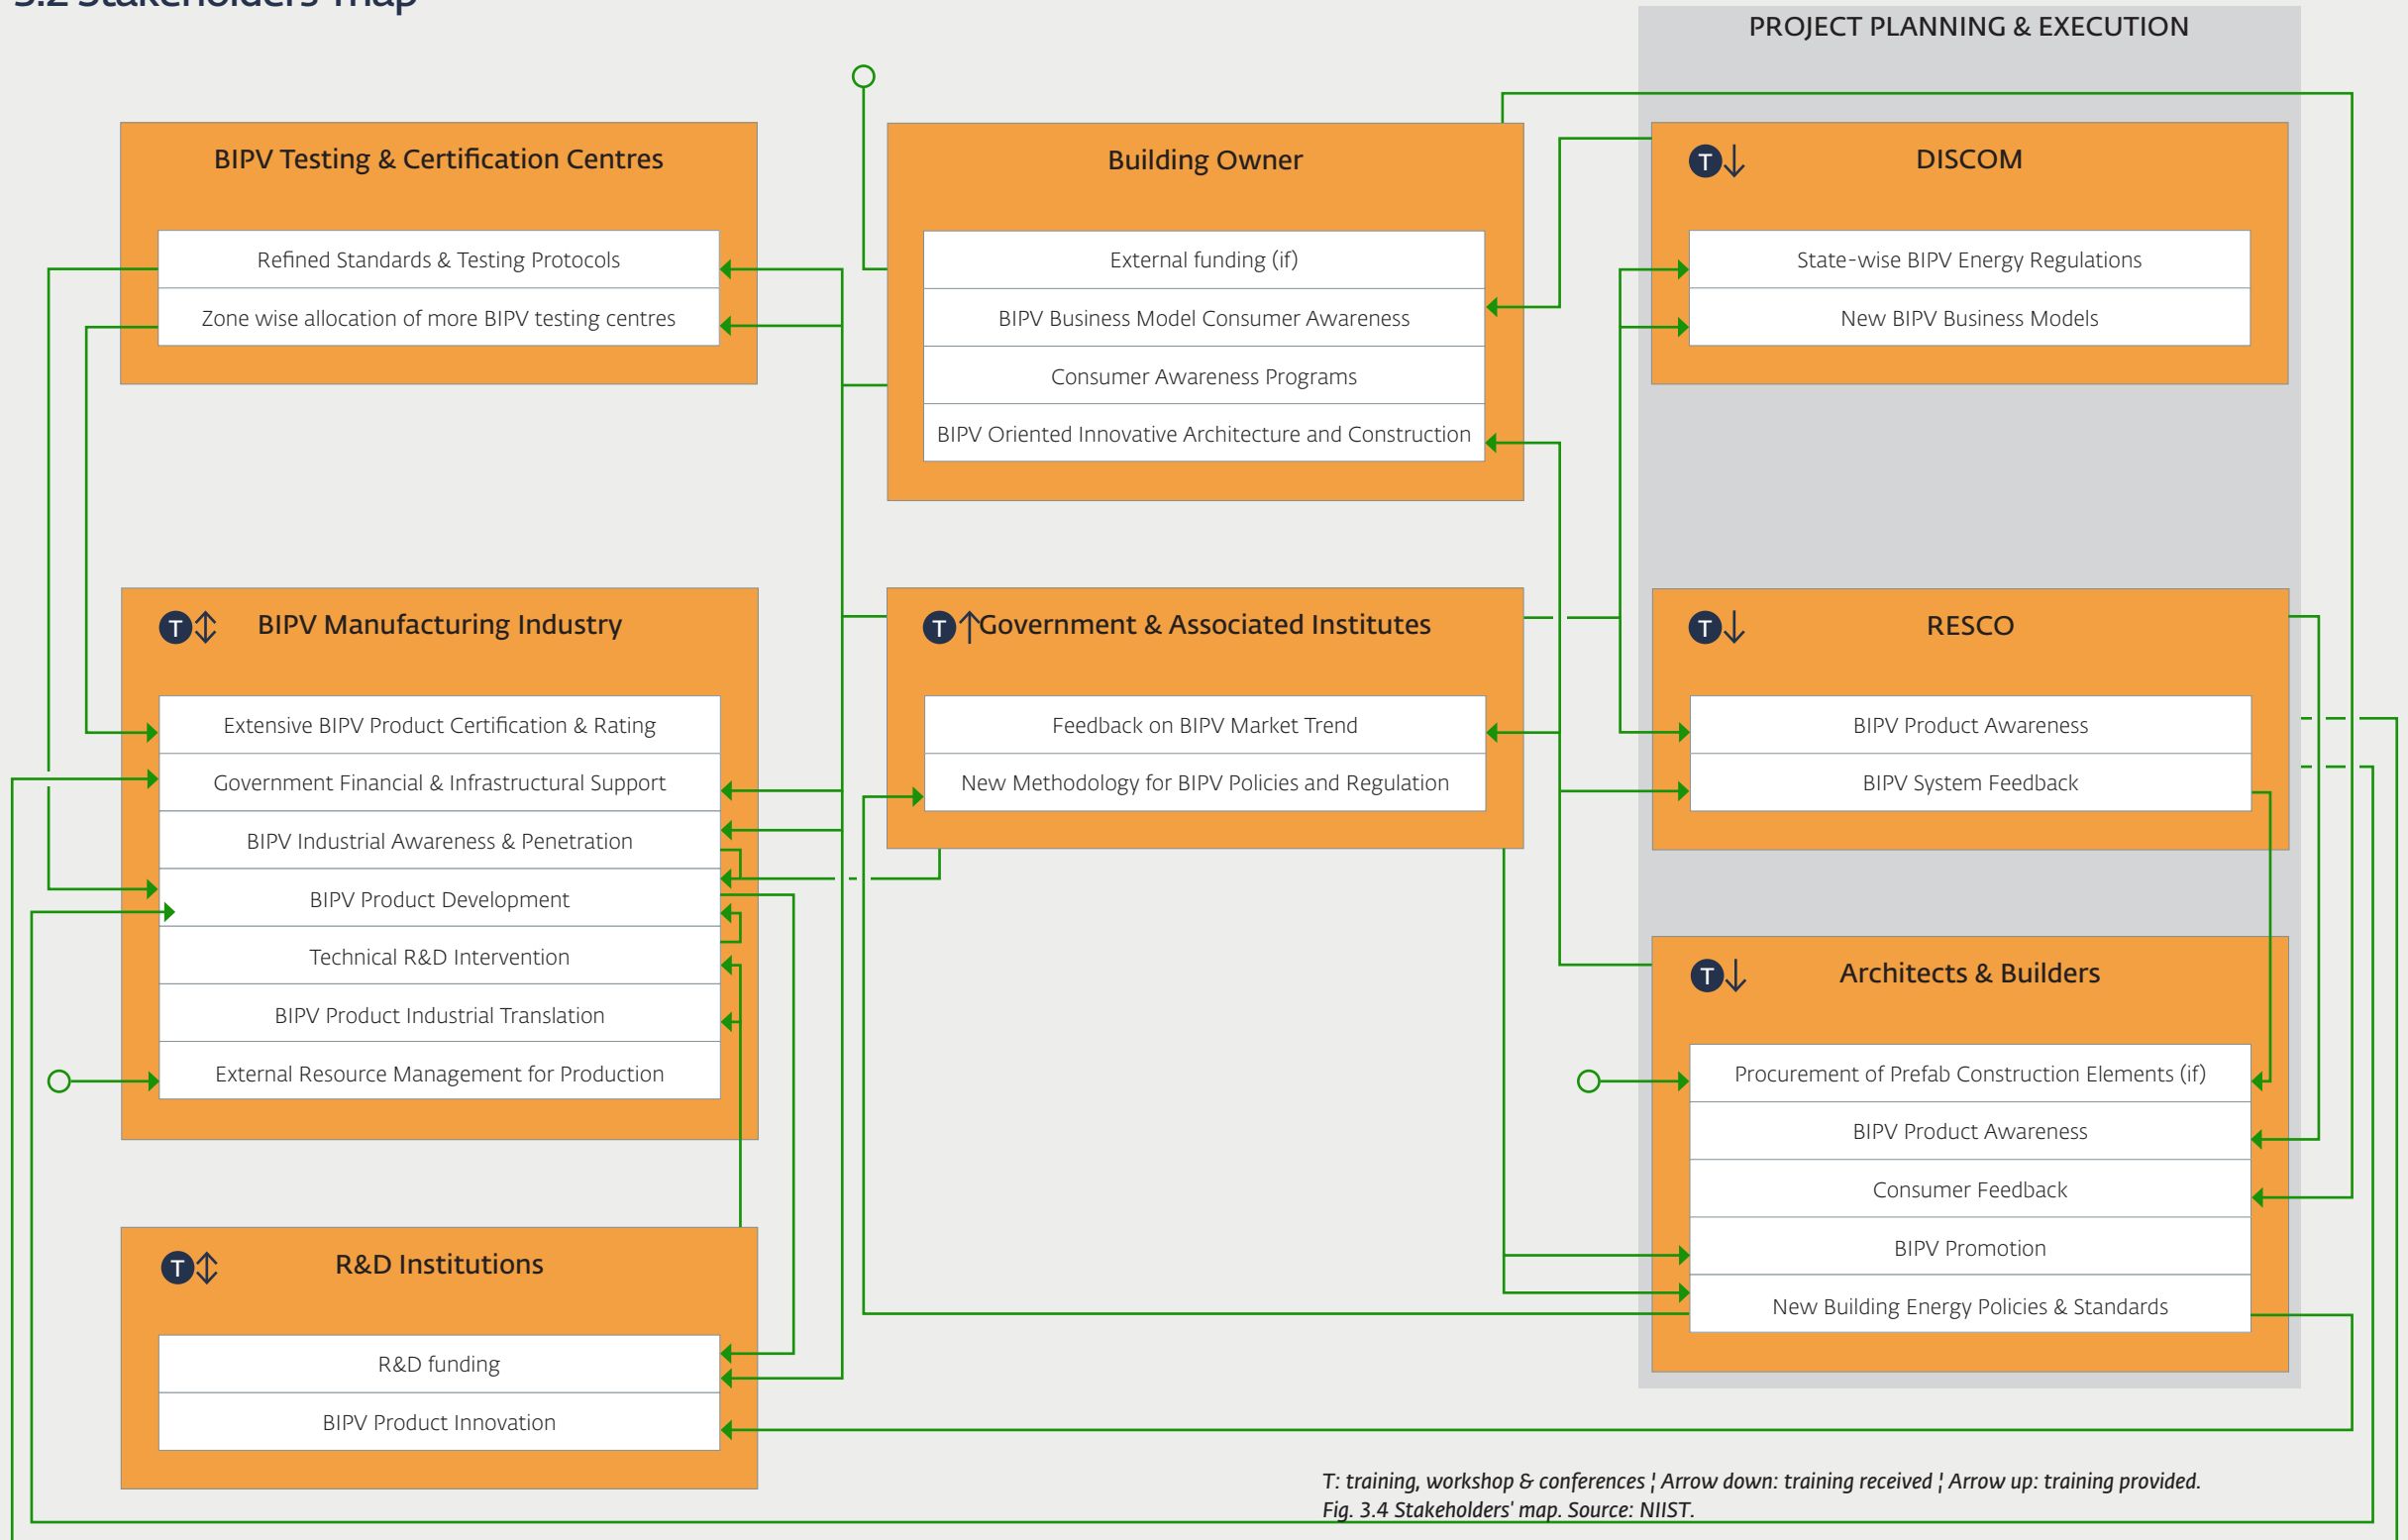 3.2 Stakeholders' map
PROJECT PLANNING & EXECUTION
BIPV Testing & Certification Centres
Refined Standards & Testing Protocols
Zone wise allocation of more BIPV testing centres
Building Owner
External funding (if)
BIPV Business Model Consumer Awareness
Consumer Awareness Programs
BIPV Oriented Innovative Architecture and Construction
T
DISCOM
State-wise BIPV Energy Regulations
New BIPV Business Models
T
BIPV Manufacturing Industry
Extensive BIPV Product Certification & Rating
Government Financial & Infrastructural Support
BIPV Industrial Awareness & Penetration
BIPV Product Development
Technical R&D Intervention
BIPV Product Industrial Translation
External Resource Management for Production
T
Government & Associated Institutes
Feedback on BIPV Market Trend
New Methodology for BIPV Policies and Regulation
T
RESCO
BIPV Product Awareness
BIPV System Feedback
T
Architects & Builders
Procurement of Prefab Construction Elements (if)
BIPV Product Awareness
Consumer Feedback
BIPV Promotion
New Building Energy Policies & Standards
T
R&D Institutions
R&D funding
BIPV Product Innovation
T: training, workshop & conferences ¦ Arrow down: training received ¦ Arrow up: training provided.
Fig. 3.4 Stakeholders' map. Source: NIIST.